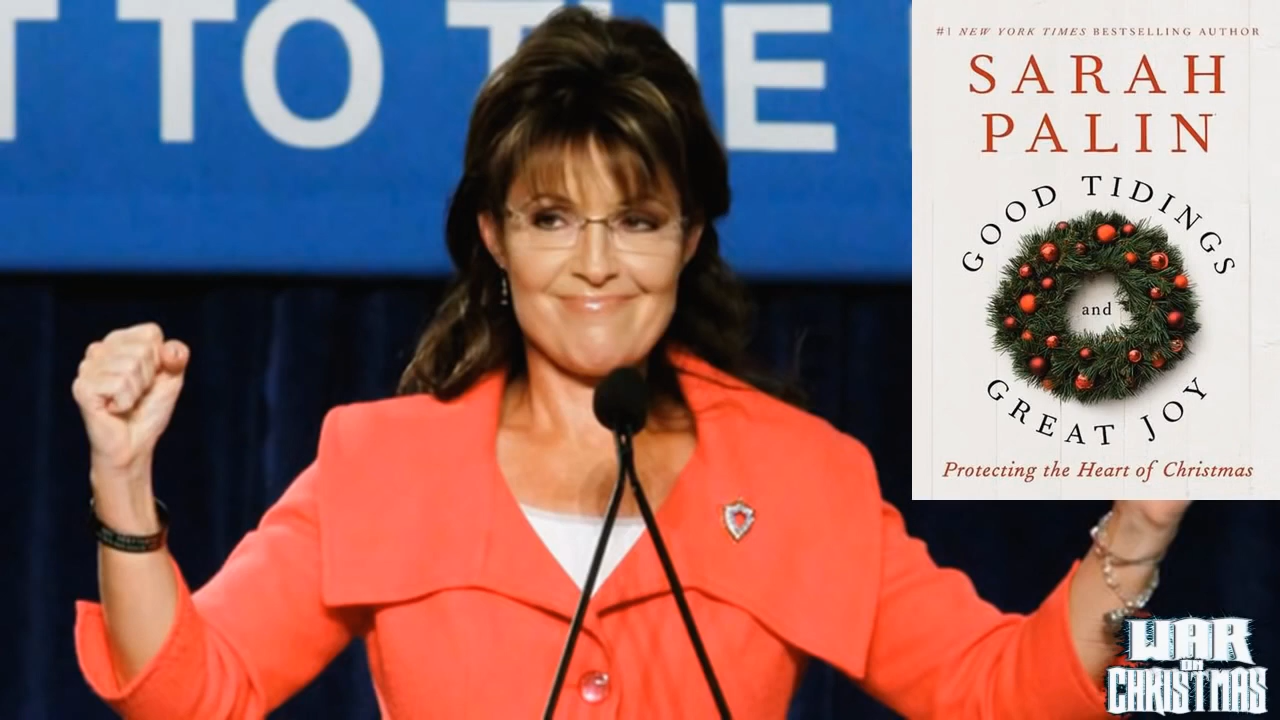 T TO THE
#1 NEW YORK TIMES BESTSELLING AUTHOR
SARAH
PALIN
GOOD TIDINGS
and
GREAT JOY
Protecting the Heart of Christmas
WAR
ON
CHRISTMAS